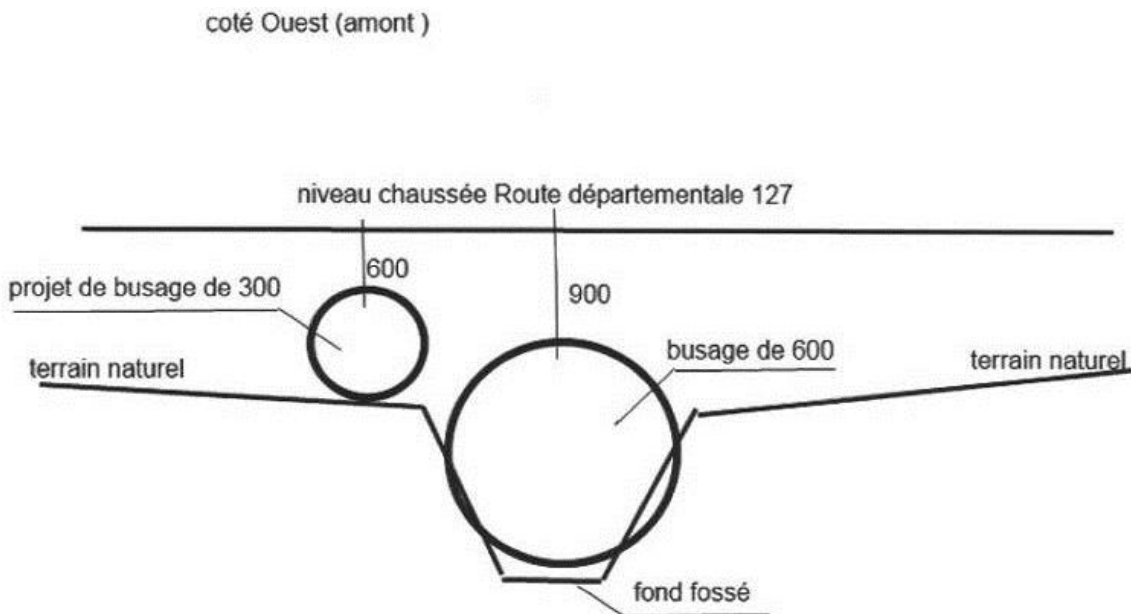 coté Ouest (amont )
niveau chaussée Route départementale 127
600
projet de busage de 300
900
busage de 600
terrain naturel
terrain naturel
fond fossé